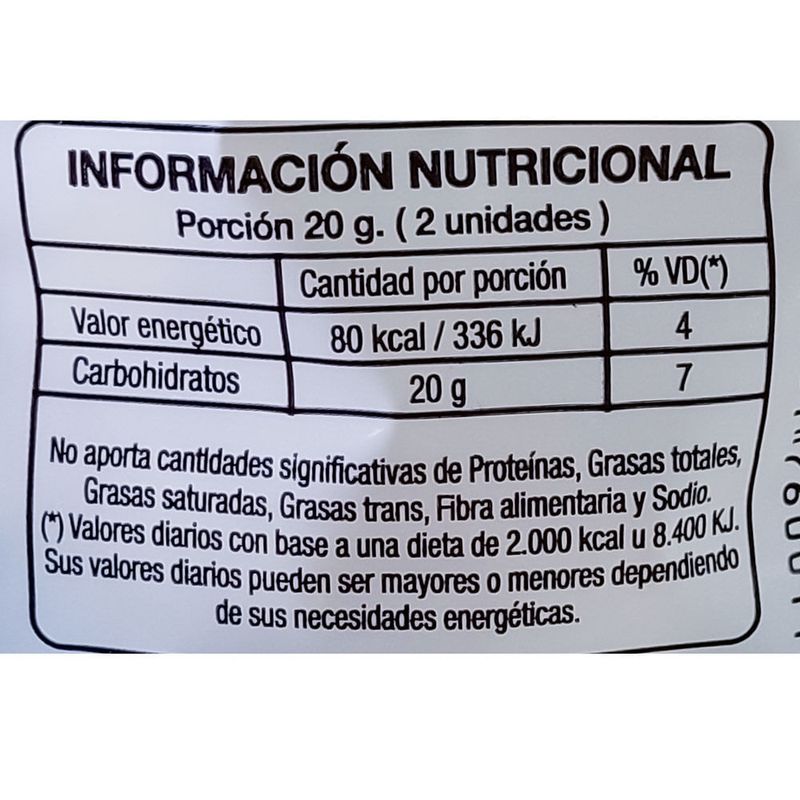 INFORMACIÓN NUTRICIONAL
Porción 20 g. ( 2 unidades )
Cantidad por porción % VD(*)
Valor energético 80 kcal / 336 kJ 4
Carbohidratos 20 g 7
No aporta cantidades significativas de Proteínas, Grasas totales,
Grasas saturadas, Grasas trans, Fibra alimentaria y Sodio.
(*) Valores diarios con base a una dieta de 2.000 kcal u 8.400 KJ.
Sus valores diarios pueden ser mayores o menores dependiendo
de sus necesidades energéticas.